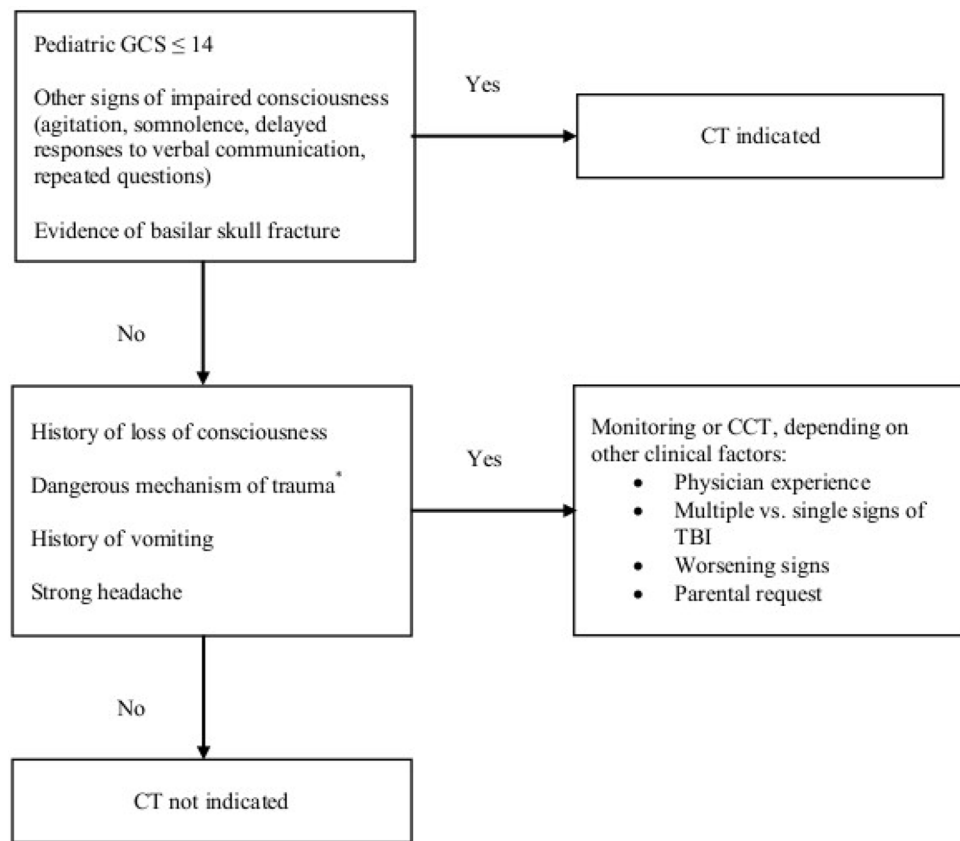 Pediatric GCS ≤ 14
Other signs of impaired consciousness
(agitation, somnolence, delayed
responses to verbal communication,
repeated questions)
Evidence of basilar skull fracture
Yes
CT indicated
No
History of loss of consciousness
Dangerous mechanism of trauma*
History of vomiting
Strong headache
Yes
Monitoring or CCT, depending on
other clinical factors:
• Physician experience
• Multiple vs. single signs of
TBI
• Worsening signs
• Parental request
No
CT not indicated